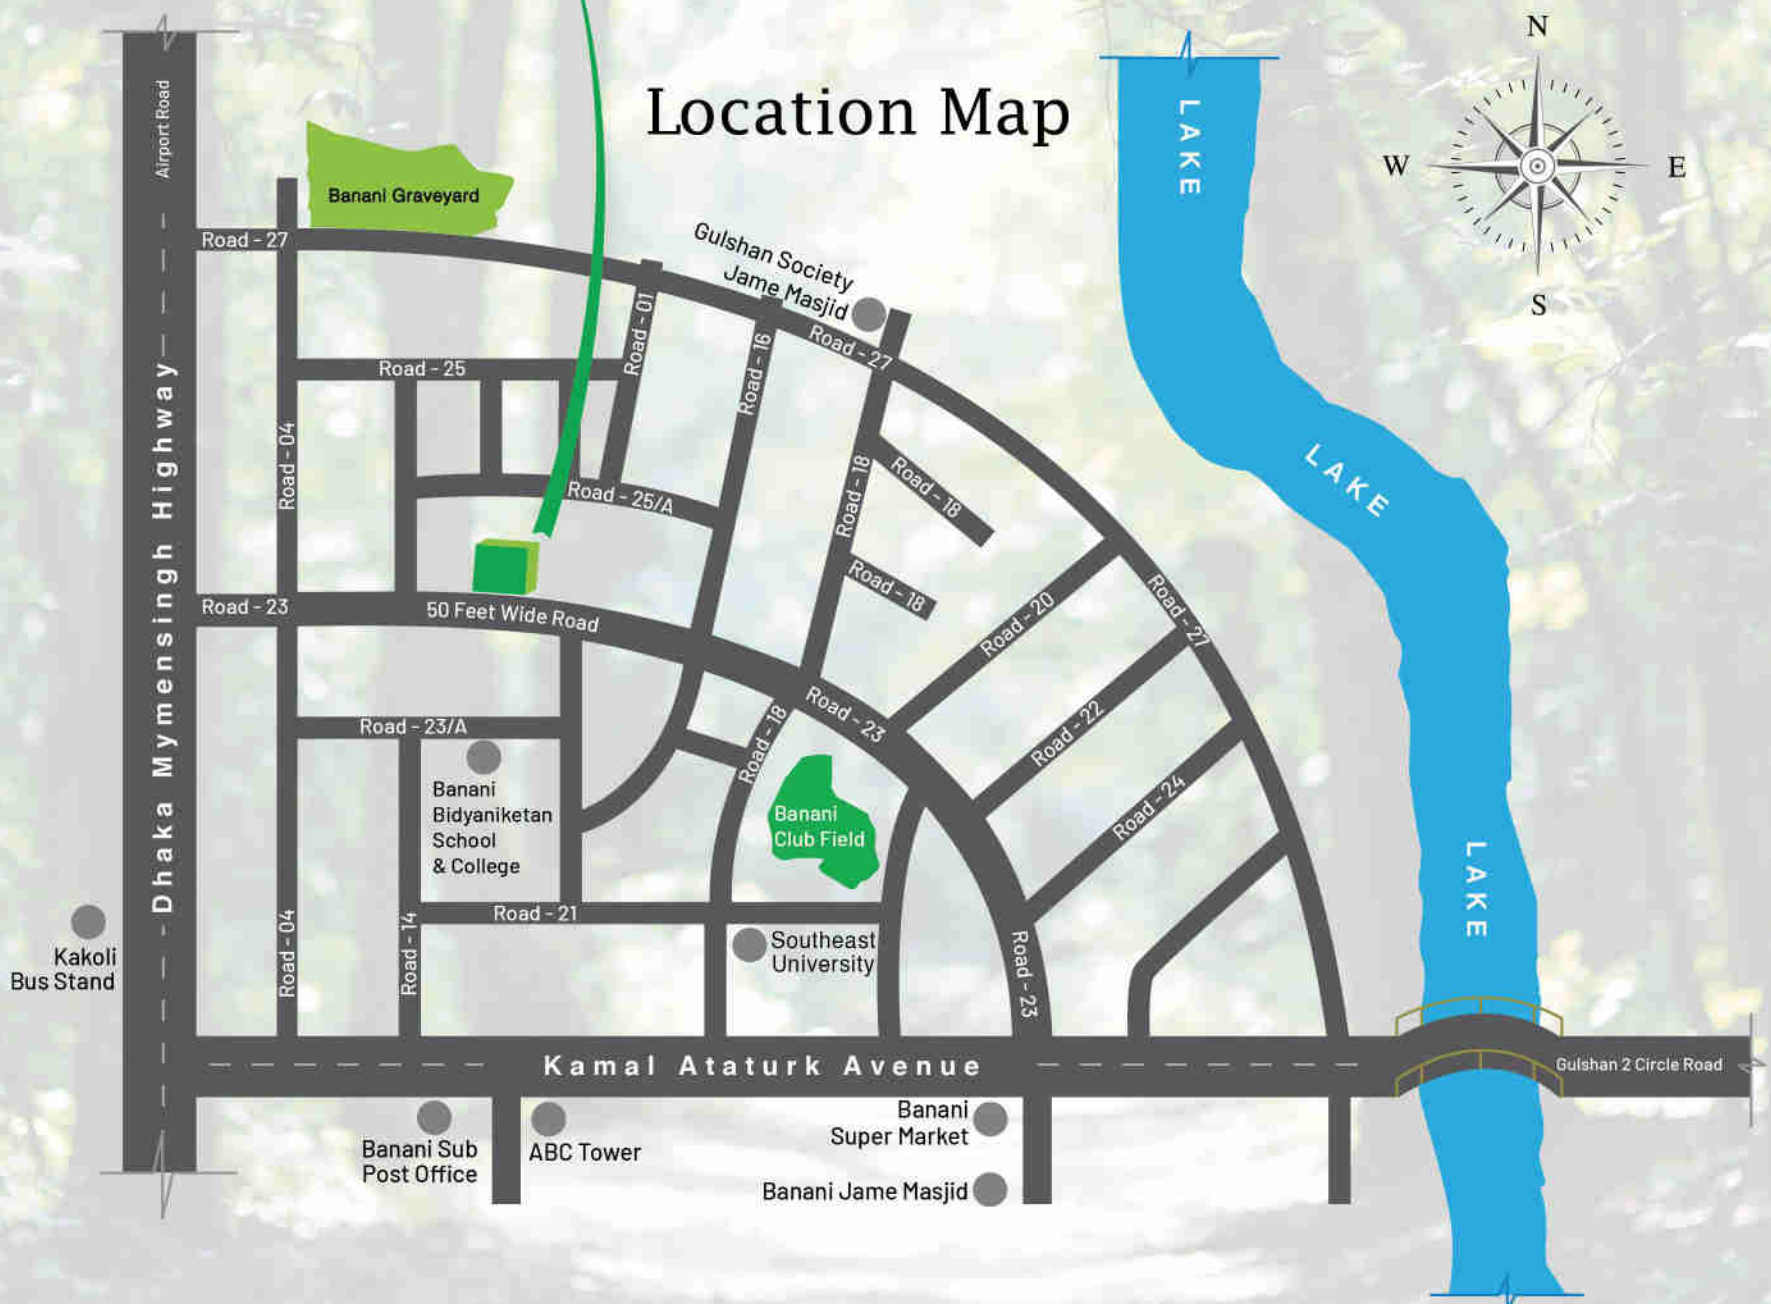 Location Map
N
W
E
S
LAKE
LAKE
LAKE
Airport Road
Dhaka Mymensingh Highway
Banani Graveyard
Road - 27
Gulshan Society
Jame Masjid
Road - 27
Road - 01
Road - 16
Road - 25
Road - 04
Road - 25/A
Road - 18
Road - 18
Road - 18
Road - 23
50 Feet Wide Road
Road - 20
Road - 27
Road - 23
Road - 18
Road - 22
Road - 23/A
Road - 24
Banani
Bidyaniketan
School
& College
Banani
Club Field
Road - 21
Kakoli
Bus Stand
Road - 04
Road - 14
Southeast
University
Road - 23
Kamal Ataturk Avenue
Gulshan 2 Circle Road
Banani Sub
Post Office
ABC Tower
Banani
Super Market
Banani Jame Masjid